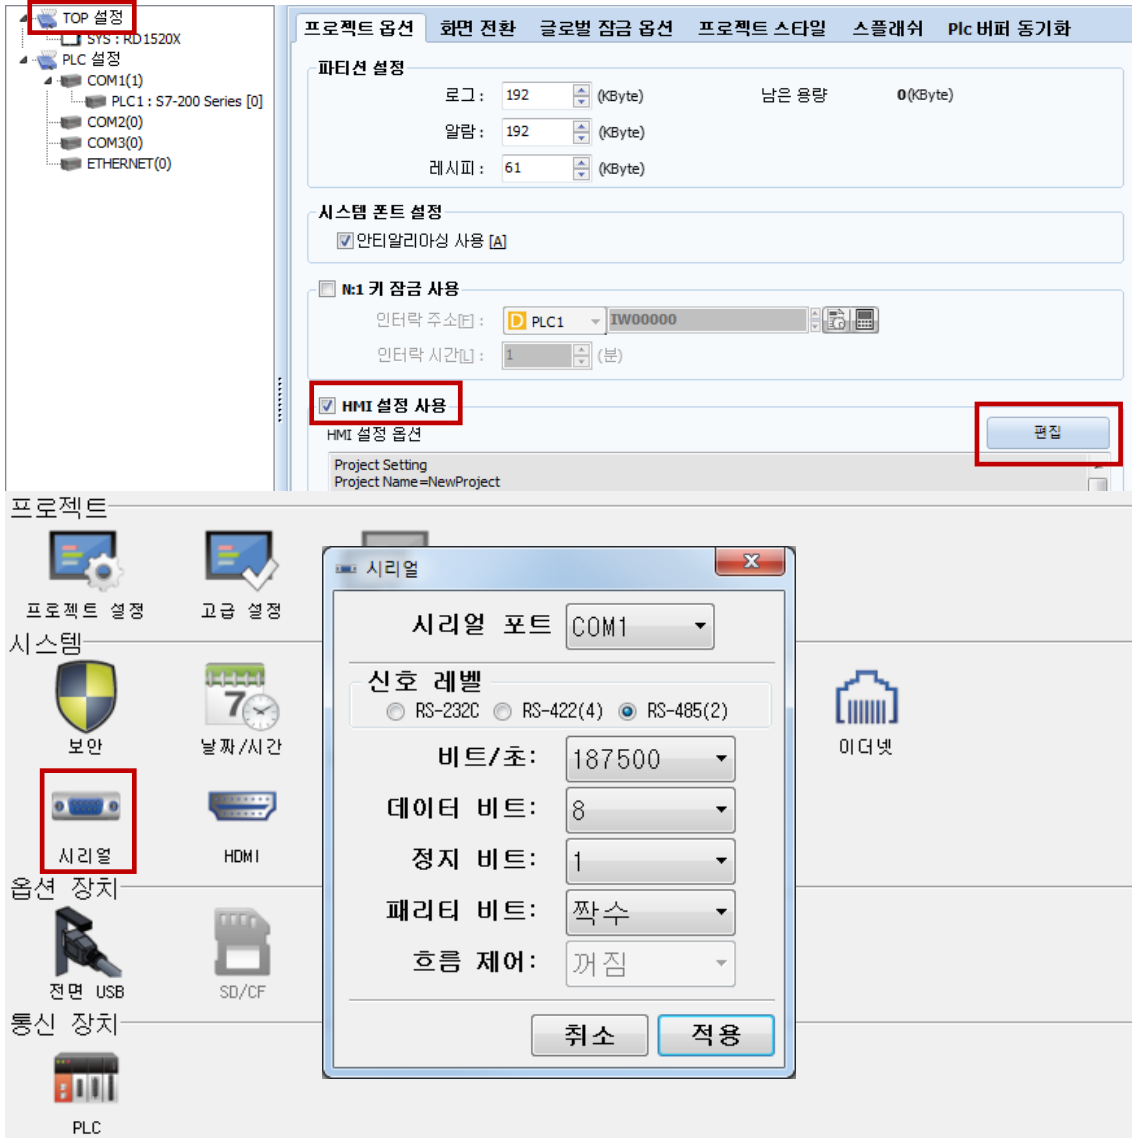 TOP 설정
SYS : RD1520X
PLC 설정
COM1(1)
PLC1 : S7-200 Series [0]
COM2(0)
COM3(0)
ETHERNET(0)
프로젝트 옵션 화면 전환 글로벌 잠금 옵션 프로젝트 스타일 스플래쉬 Plc 버퍼 동기화
파티션 설정
로그 : 192 (KByte) 남은 용량 0(KByte)
알람 : 192 (KByte)
레시피 : 61 (KByte)
시스템 폰트 설정
안티알리아싱 사용 [A]
N:1 키 잠금 사용
인터락 주소[F] : D PLC1 IW00000
인터락 시간[L] : 1 (분)
HMI 설정 사용
HMI 설정 옵션 편집
Project Setting
Project Name=NewProject
프로젝트
프로젝트 설정 고급 설정
시스템
보안 날짜/시간 7 이더넷
시리얼 HDMI
옵션 장치
전면 USB SD/CF
통신 장치
PLC
시리얼
시리얼 포트 COM1
신호 레벨
RS-232C RS-422(4) RS-485(2)
비트/초: 187500
데이터 비트: 8
정지 비트: 1
패리티 비트: 짝수
흐름 제어: 꺼짐
취소 적용